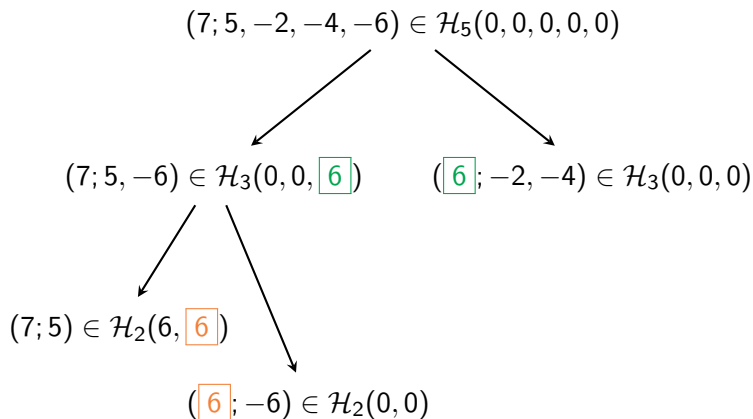 (7; 5, −2, −4, −6) ∈ ℋ₅(0, 0, 0, 0, 0)
(7; 5, −6) ∈ ℋ₃(0, 0, 6)
(6; −2, −4) ∈ ℋ₃(0, 0, 0)
(7; 5) ∈ ℋ₂(6, 6)
(6; −6) ∈ ℋ₂(0, 0)